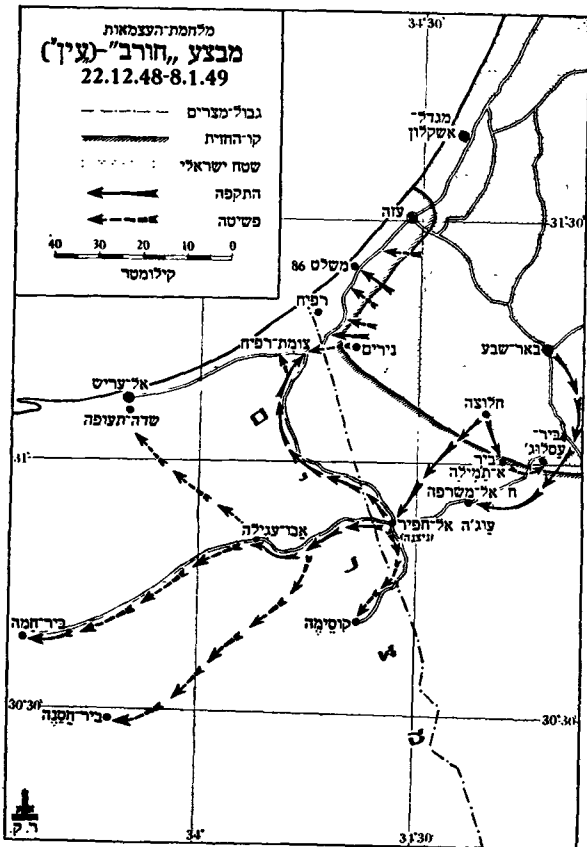 מלחמת־העצמאות
מבצע „חורב"־(„עין")
22.12.48-8.1.49
גבול־מצרים
קו־החזית
שטח ישראלי
התקפה
פשיטה
40 30 20 10 0
קילומטר
34°30'
מגדל־
אשקלון
עזה
31°30'
משלט 86
רפיח
צומת־רפיח
נירים
באר־שבע
אל־עריש
שדה־תעופה
חלוצה
ביר־
עסלוג'
31°
ביר
א־תמילה
ח' אל־משרפה
עוג'ה אל־חפיר
(ניצנה)
אבו־עגילה
קוסימה
ביר־חמה
ביר־חסנה
30°30'
30°30'
ר. ק.
34°
34°30'